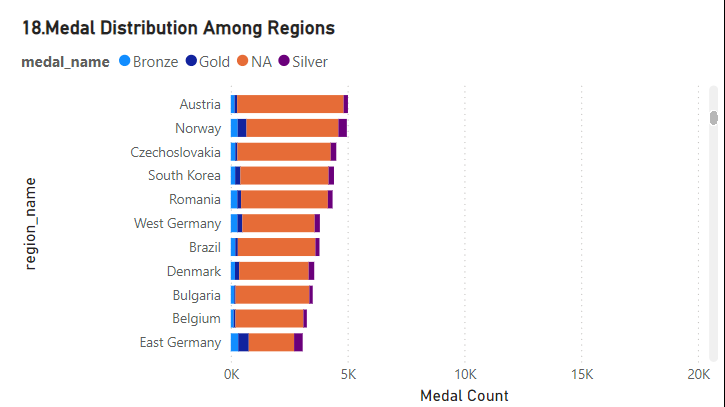 18.Medal Distribution Among Regions
medal_name Bronze Gold NA Silver
region_name
Austria
Norway
Czechoslovakia
South Korea
Romania
West Germany
Brazil
Denmark
Bulgaria
Belgium
East Germany
0K 5K 10K 15K 20K
Medal Count